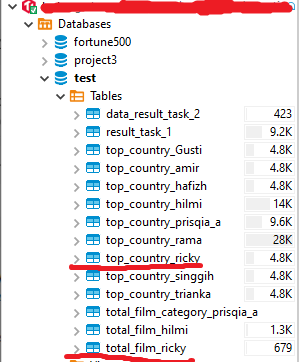 Databases
fortune500
project3
test
Tables
data_result_task_2 423
result_task_1 9.2K
top_country_Gusti 4.8K
top_country_amir 4.8K
top_country_hafizh 4.8K
top_country_hilmi 14K
top_country_prisqia_a 9.6K
top_country_rama 28K
top_country_ricky 4.8K
top_country_singgih 4.8K
top_country_trianka 4.8K
total_film_category_prisqia_a
total_film_hilmi 1.3K
total_film_ricky 679